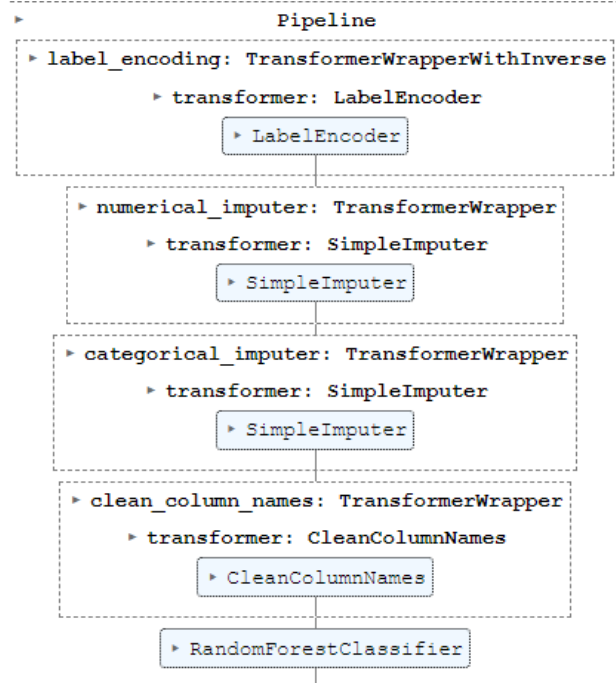 Pipeline
label_encoding: TransformerWrapperWithInverse
transformer: LabelEncoder
LabelEncoder
numerical_imputer: TransformerWrapper
transformer: SimpleImputer
SimpleImputer
categorical_imputer: TransformerWrapper
transformer: SimpleImputer
SimpleImputer
clean_column_names: TransformerWrapper
transformer: CleanColumnNames
CleanColumnNames
RandomForestClassifier